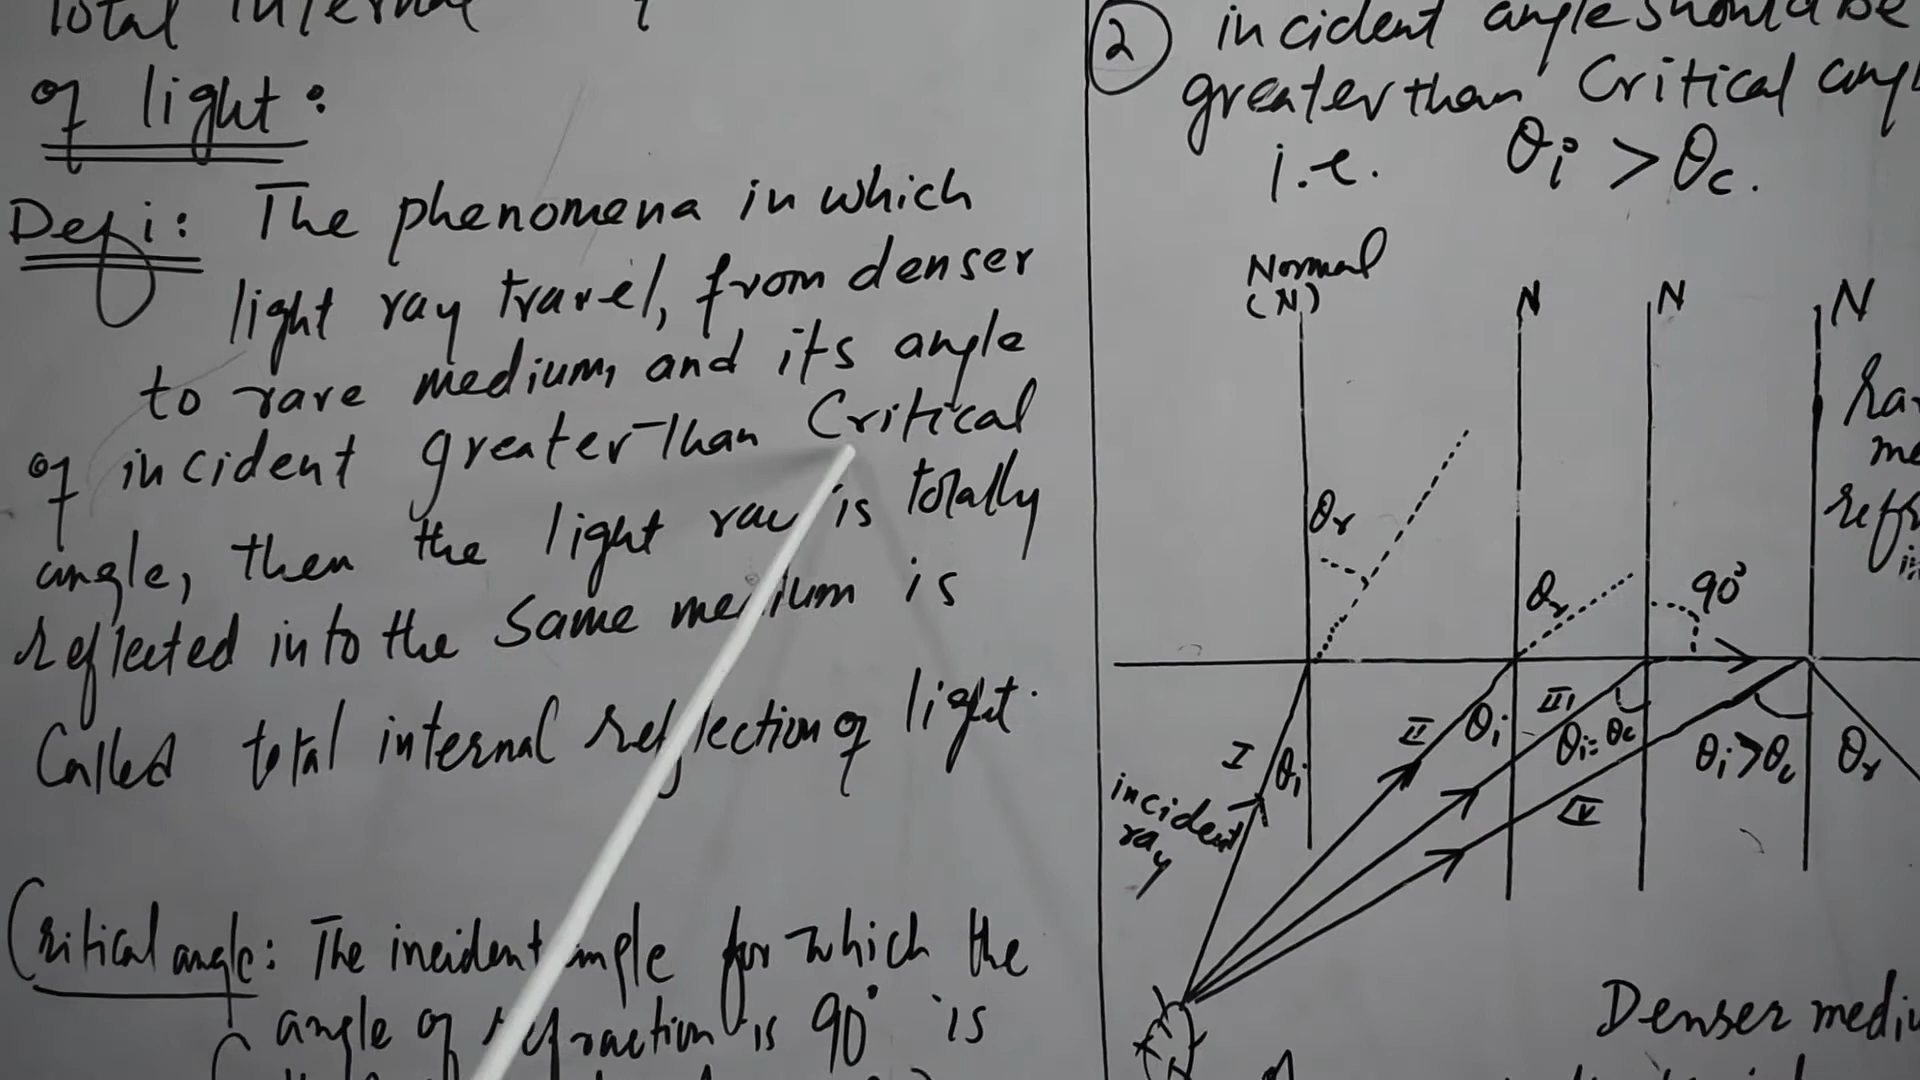 Total internal
of light:
Defi: The phenomena in which
light ray travel, from denser
to rare medium, and its angle
of incident greater than Critical
angle, then the light ray is totally
reflected into the same medium is
Called total internal reflection of light.
Critical angle: The incident angle for which the
angle of refraction is 90° is
2 incident angle should be
greater than Critical
i.e. θi > θc.
Normal
(N)
N
N
N
θr
θr
90°
I
θi
II
θi
III
θi = θc
IV
θi > θc
θr
incident
ray
Denser